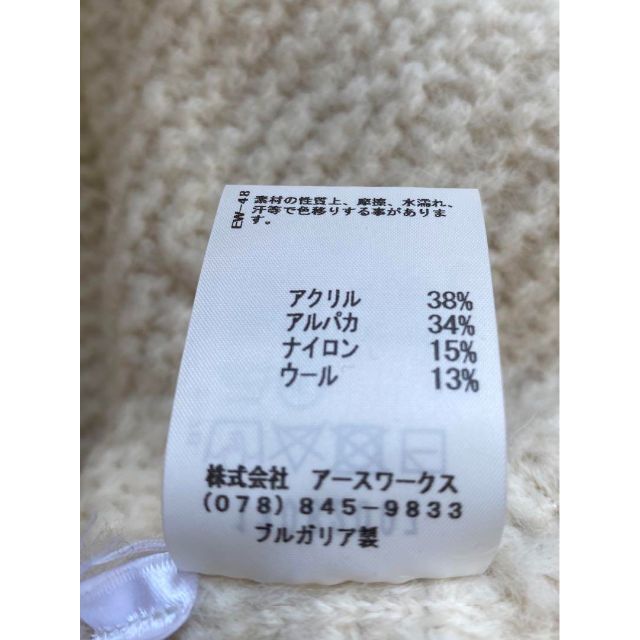 EW-48
素材の性質上、摩擦、水濡れ、
汗等で色移りする事がありま
す。
アクリル 38%
アルパカ 34%
ナイロン 15%
ウール 13%
株式会社 アースワークス
(078)845-9833
ブルガリア製